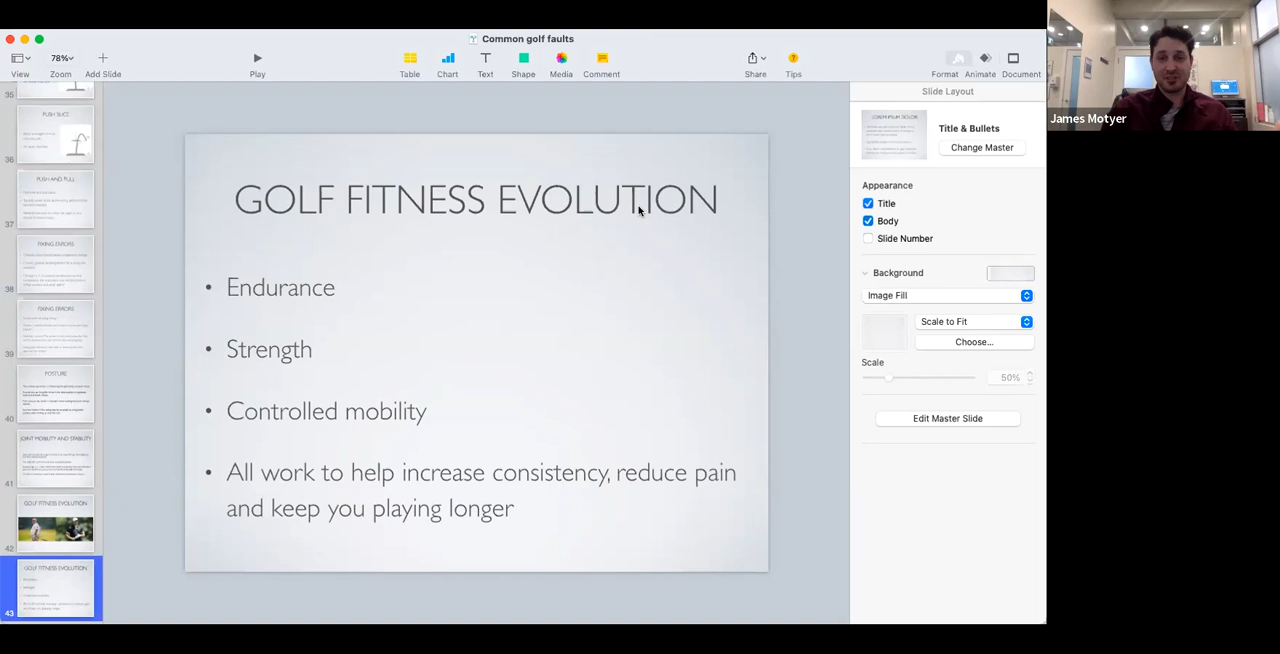 Common golf faults
78%
View
Zoom
Add Slide
Play
Table
Chart
Text
Shape
Media
Comment
Share
Tips
Format
Animate
Document
35
PUSH SLICE
36
PUSH AND PULL
37
FIXING ERRORS
38
FIXING ERRORS
39
POSTURE
40
JOINT MOBILITY AND STABILITY
41
GOLF FITNESS EVOLUTION
42
GOLF FITNESS EVOLUTION
43
GOLF FITNESS EVOLUTION
• Endurance
• Strength
• Controlled mobility
• All work to help increase consistency, reduce pain
and keep you playing longer
Slide Layout
Title & Bullets
Change Master
Appearance
Title
Body
Slide Number
Background
Image Fill
Scale to Fit
Choose...
Scale
50%
Edit Master Slide
James Motyer